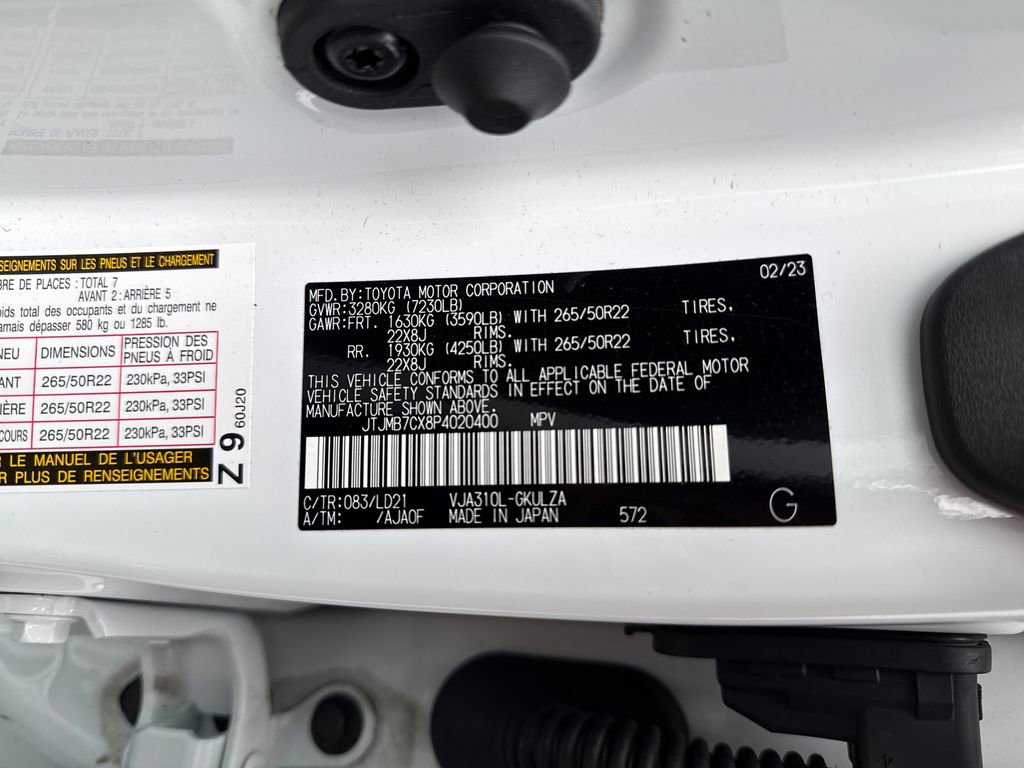 SEIGNEMENTS SUR LES PNEUS ET LE CHARGEMENT
BRE DE PLACES: TOTAL 7
AVANT 2: ARRIÈRE 5
oids total des occupants et du chargement ne
amais dépasser 580 kg ou 1285 lb.
NEU DIMENSIONS PRESSION DES PNEUS À FROID
ANT 265/50R22 230kPa, 33PSI
IÈRE 265/50R22 230kPa, 33PSI
COURS 265/50R22 230kPa, 33PSI
R LE MANUEL DE L'USAGER
R PLUS DE RENSEIGNEMENTS
Z 9 60J20
02/23
MFD.BY:TOYOTA MOTOR CORPORATION
GVWR:3280KG (7230LB)
GAWR:FRT. 1630KG (3590LB) WITH 265/50R22 TIRES.
22X8J RIMS.
RR. 1930KG (4250LB) WITH 265/50R22 TIRES.
22X8J RIMS.
THIS VEHICLE CONFORMS TO ALL APPLICABLE FEDERAL MOTOR
VEHICLE SAFETY STANDARDS IN EFFECT ON THE DATE OF
MANUFACTURE SHOWN ABOVE.
JTJMB7CX8P4020400 MPV
C/TR:083/LD21 VJA310L-GKULZA
A/TM: /AJA0F MADE IN JAPAN 572 G